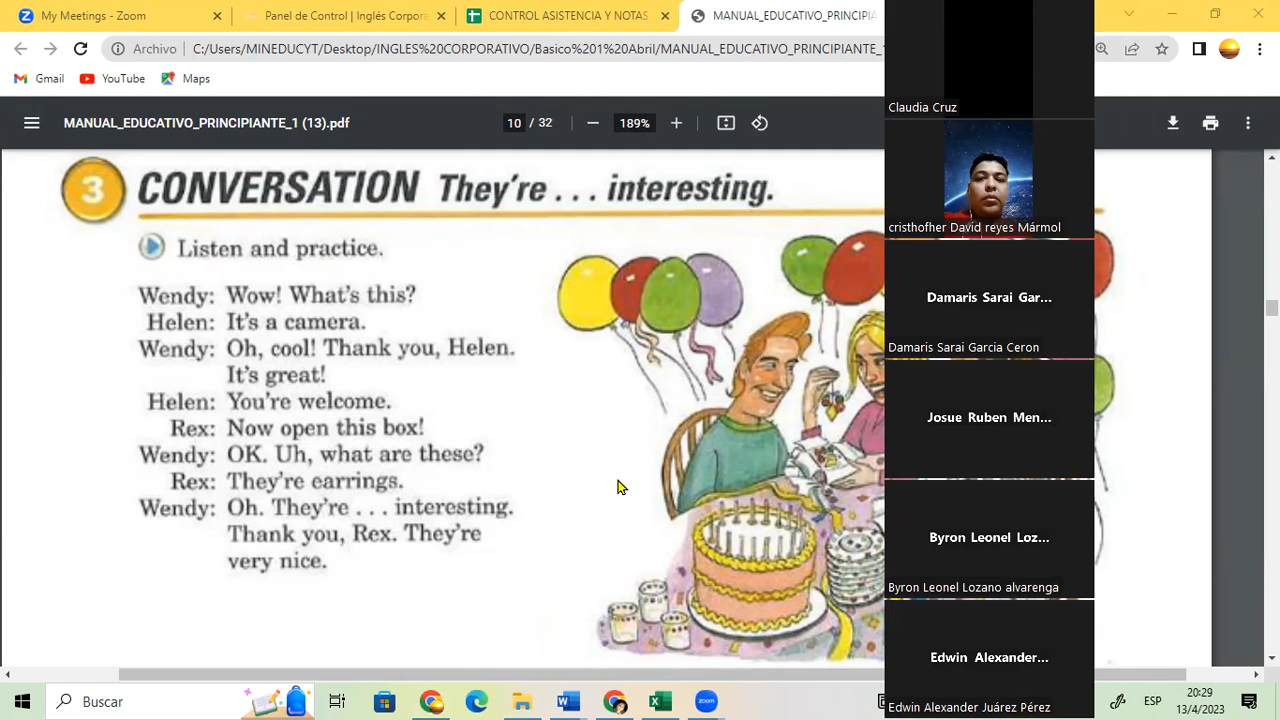 My Meetings - Zoom
Panel de Control | Inglés Corpora
CONTROL ASISTENCIA Y NOTAS
MANUAL_EDUCATIVO_PRINCIPIA
Archivo
C:/Users/MINEDUCYT/Desktop/INGLES%20CORPORATIVO/Basico%201%20Abril/MANUAL_EDUCATIVO_PRINCIPIANTE_1
Gmail
YouTube
Maps
MANUAL_EDUCATIVO_PRINCIPIANTE_1 (13).pdf
10 / 32
189%
3 CONVERSATION They're . . . interesting.
Listen and practice.
Wendy: Wow! What's this?
Helen: It's a camera.
Wendy: Oh, cool! Thank you, Helen.
It's great!
Helen: You're welcome.
Rex: Now open this box!
Wendy: OK. Uh, what are these?
Rex: They're earrings.
Wendy: Oh. They're . . . interesting.
Thank you, Rex. They're
very nice.
Claudia Cruz
cristhofher David reyes Mármol
Damaris Sarai Gar...
Damaris Sarai Garcia Ceron
Josue Ruben Men...
Byron Leonel Loz...
Byron Leonel Lozano alvarenga
Edwin Alexander...
Edwin Alexander Juárez Pérez
Buscar
zoom
ESP
20:29
13/4/2023